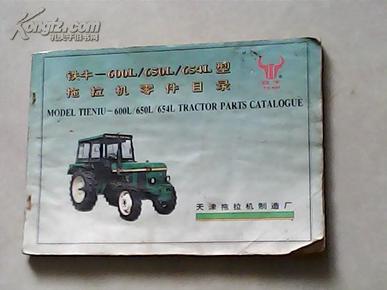 Kongfz.com
孔夫子旧书网
铁牛-600L/650L/654L型
拖拉机零件目录
MODEL TIENIU-600L/650L/654L TRACTOR PARTS CATALOGUE
天津拖拉机制造厂